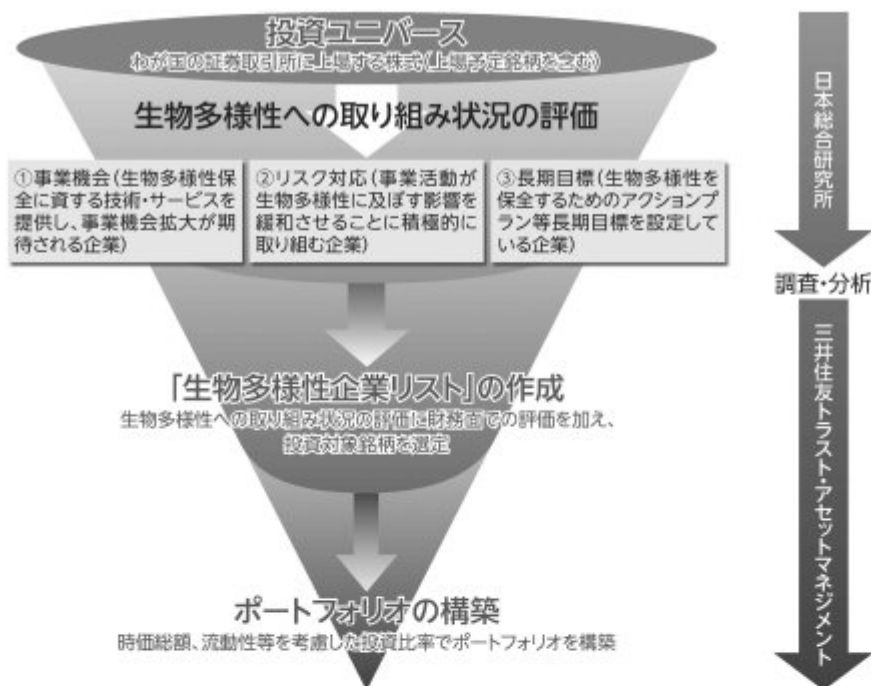 投資ユニバース
わが国の証券取引所に上場する株式(上場予定銘柄を含む)
生物多様性への取り組み状況の評価
①事業機会(生物多様性保
全に資する技術・サービスを
提供し、事業機会拡大が期
待される企業)
②リスク対応(事業活動が
生物多様性に及ぼす影響を
緩和させることに積極的に
取り組む企業)
③長期目標(生物多様性を
保全するためのアクションプ
ラン等長期目標を設定して
いる企業)
「生物多様性企業リスト」の作成
生物多様性への取り組み状況の評価に財務面での評価を加え、
投資対象銘柄を選定
ポートフォリオの構築
時価総額、流動性等を考慮した投資比率でポートフォリオを構築
日本総合研究所
調査・分析
三井住友トラスト・アセットマネジメント